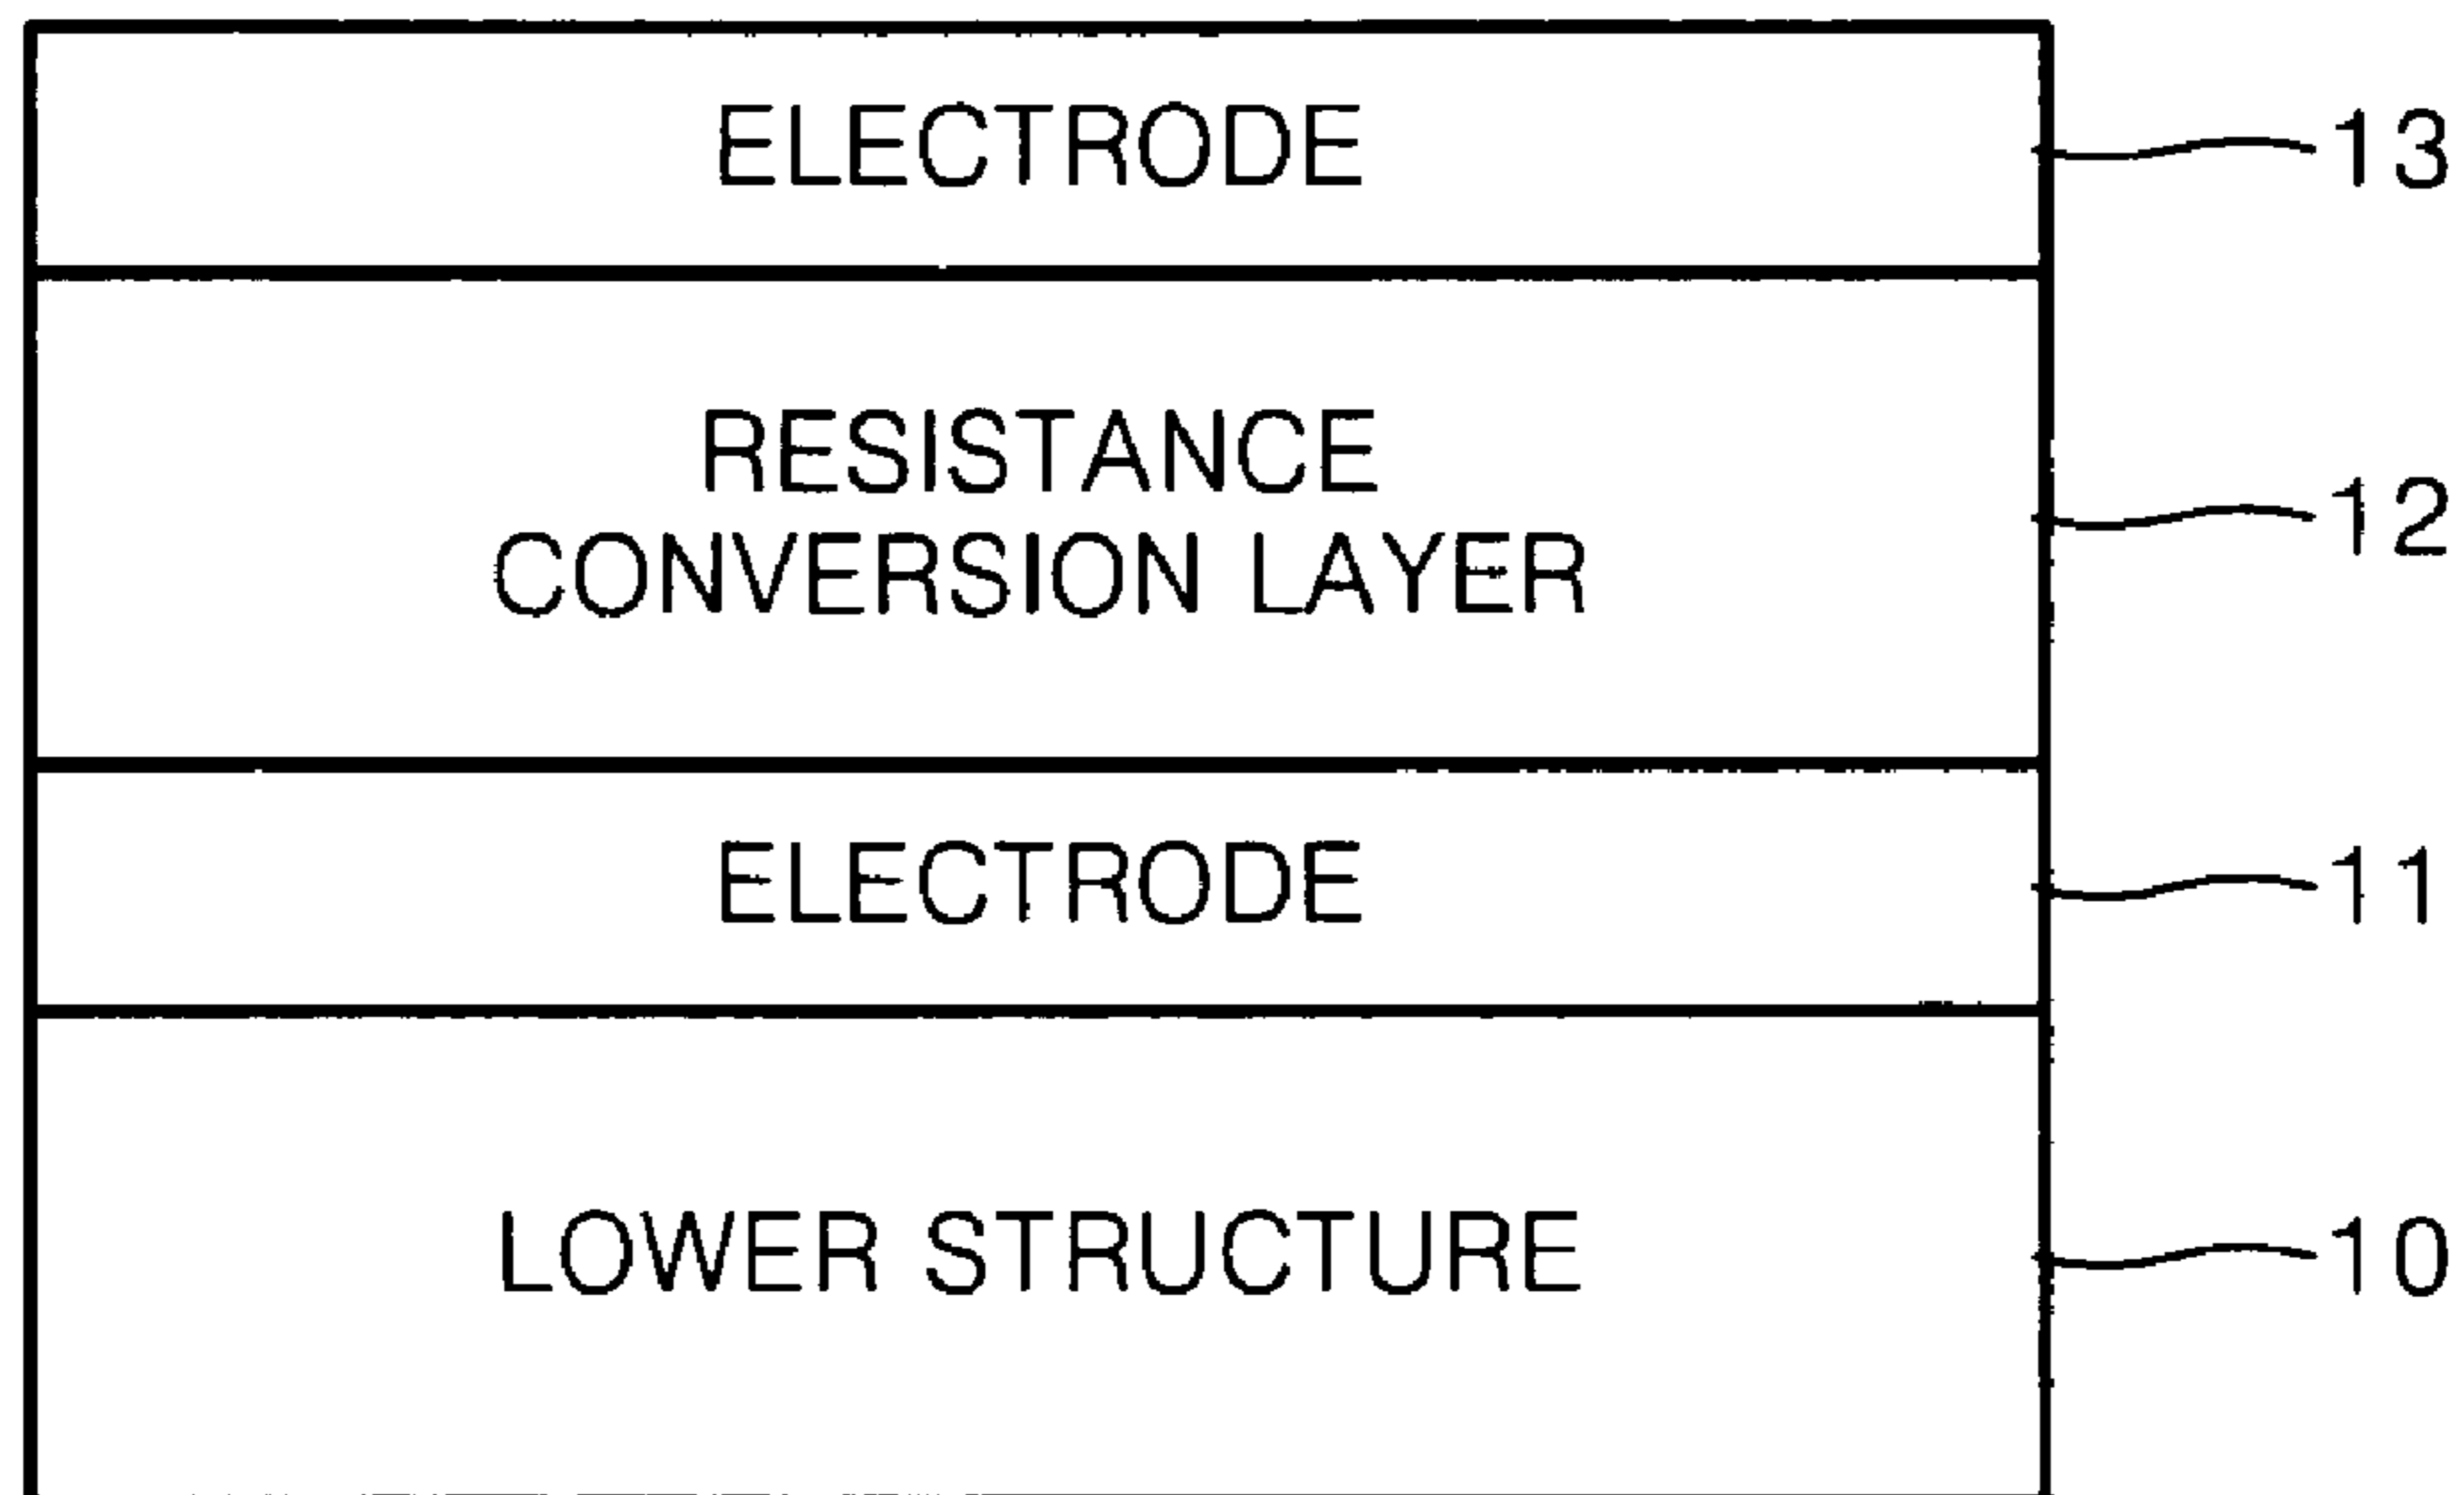 ELECTRODE 13
RESISTANCE
CONVERSION LAYER 12
ELECTRODE 11
LOWER STRUCTURE 10